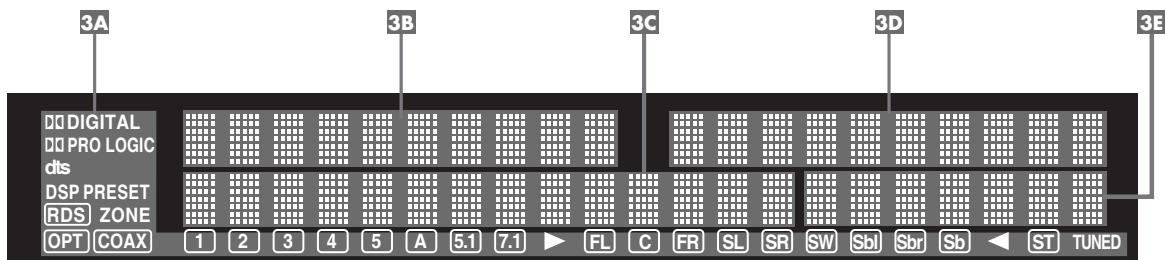 3A 3B 3C 3D 3E
DIGITAL
PRO LOGIC
dts
DSP PRESET
RDS ZONE
OPT COAX 1 2 3 4 5 A 5.1 7.1 ▶ FL C FR SL SR SW Sbl Sbr Sb ◀ ST TUNED